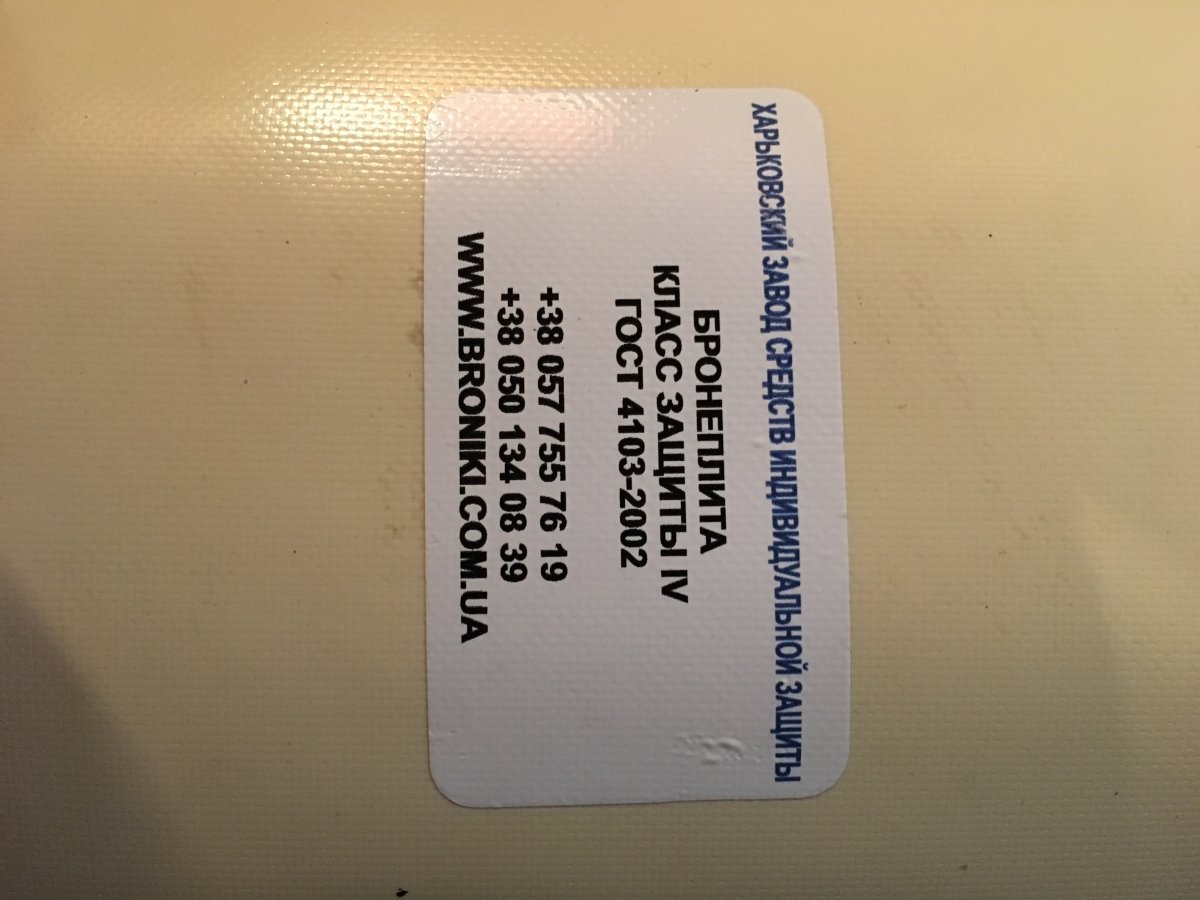 ХАРЬКОВСКИЙ ЗАВОД СРЕДСТВ ИНДИВИДУАЛЬНОЙ ЗАЩИТЫ
БРОНЕПЛИТА
КЛАСС ЗАЩИТЫ IV
ГОСТ 4103-2002
+38 057 755 76 19
+38 050 134 08 39
WWW.BRONIKI.COM.UA